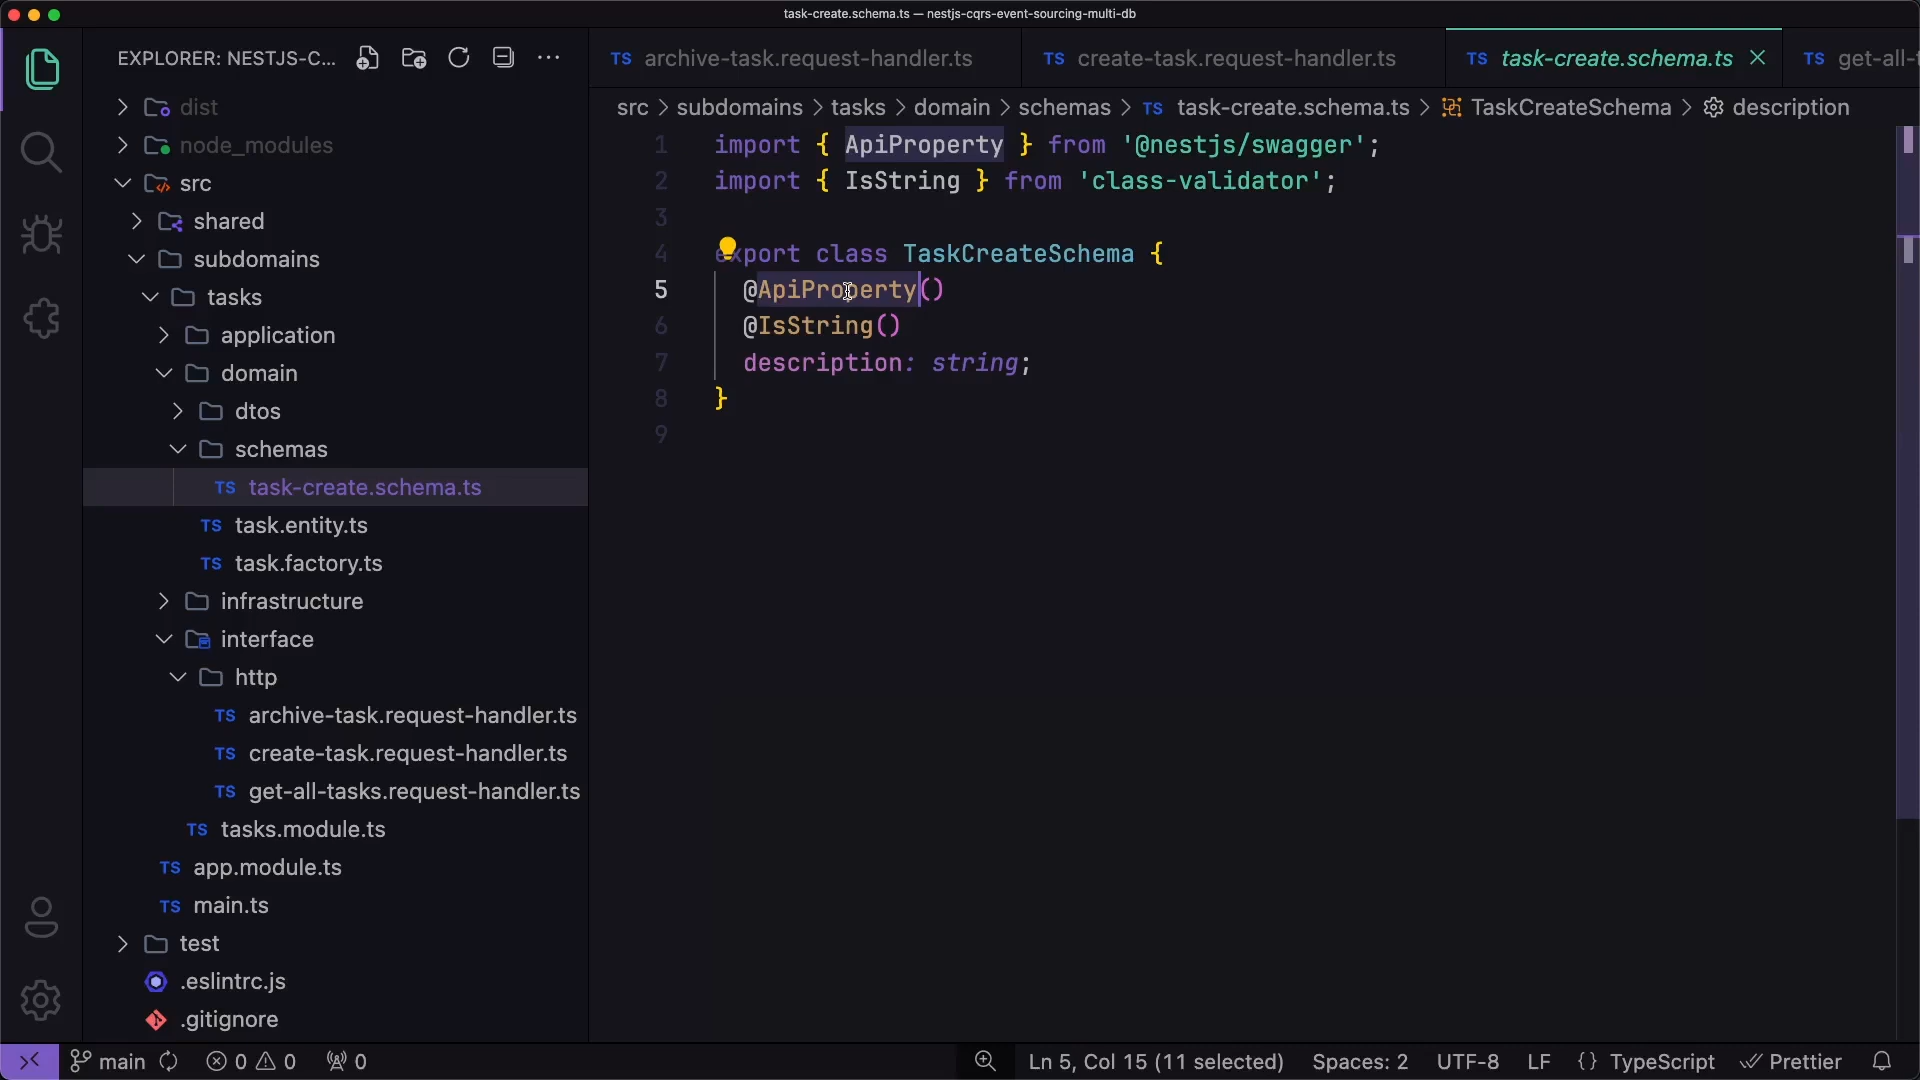 task-create.schema.ts — nestjs-cqrs-event-sourcing-multi-db
EXPLORER: NESTJS-C...
TS archive-task.request-handler.ts
TS create-task.request-handler.ts
TS task-create.schema.ts
TS get-all-t
src > subdomains > tasks > domain > schemas > TS task-create.schema.ts > TaskCreateSchema > description
dist
node_modules
src
shared
subdomains
tasks
application
domain
dtos
schemas
TS task-create.schema.ts
TS task.entity.ts
TS task.factory.ts
infrastructure
interface
http
TS archive-task.request-handler.ts
TS create-task.request-handler.ts
TS get-all-tasks.request-handler.ts
TS tasks.module.ts
TS app.module.ts
TS main.ts
test
.eslintrc.js
.gitignore
1 import { ApiProperty } from '@nestjs/swagger';
2 import { IsString } from 'class-validator';
3
4 export class TaskCreateSchema {
5 @ApiProperty()
6 @IsString()
7 description: string;
8 }
9
main 0 0 0 Ln 5, Col 15 (11 selected) Spaces: 2 UTF-8 LF {} TypeScript Prettier